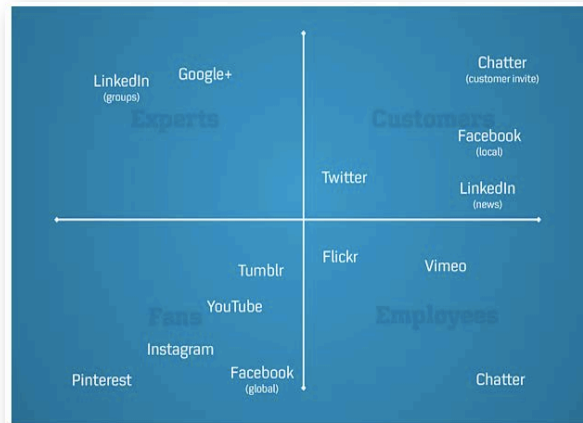 Chatter
(customer invite)
Google+
LinkedIn
(groups)
Experts
Customers
Facebook
(local)
Twitter
LinkedIn
(news)
Flickr
Vimeo
Tumblr
YouTube
Fans
Employees
Instagram
Facebook
(global)
Pinterest
Chatter